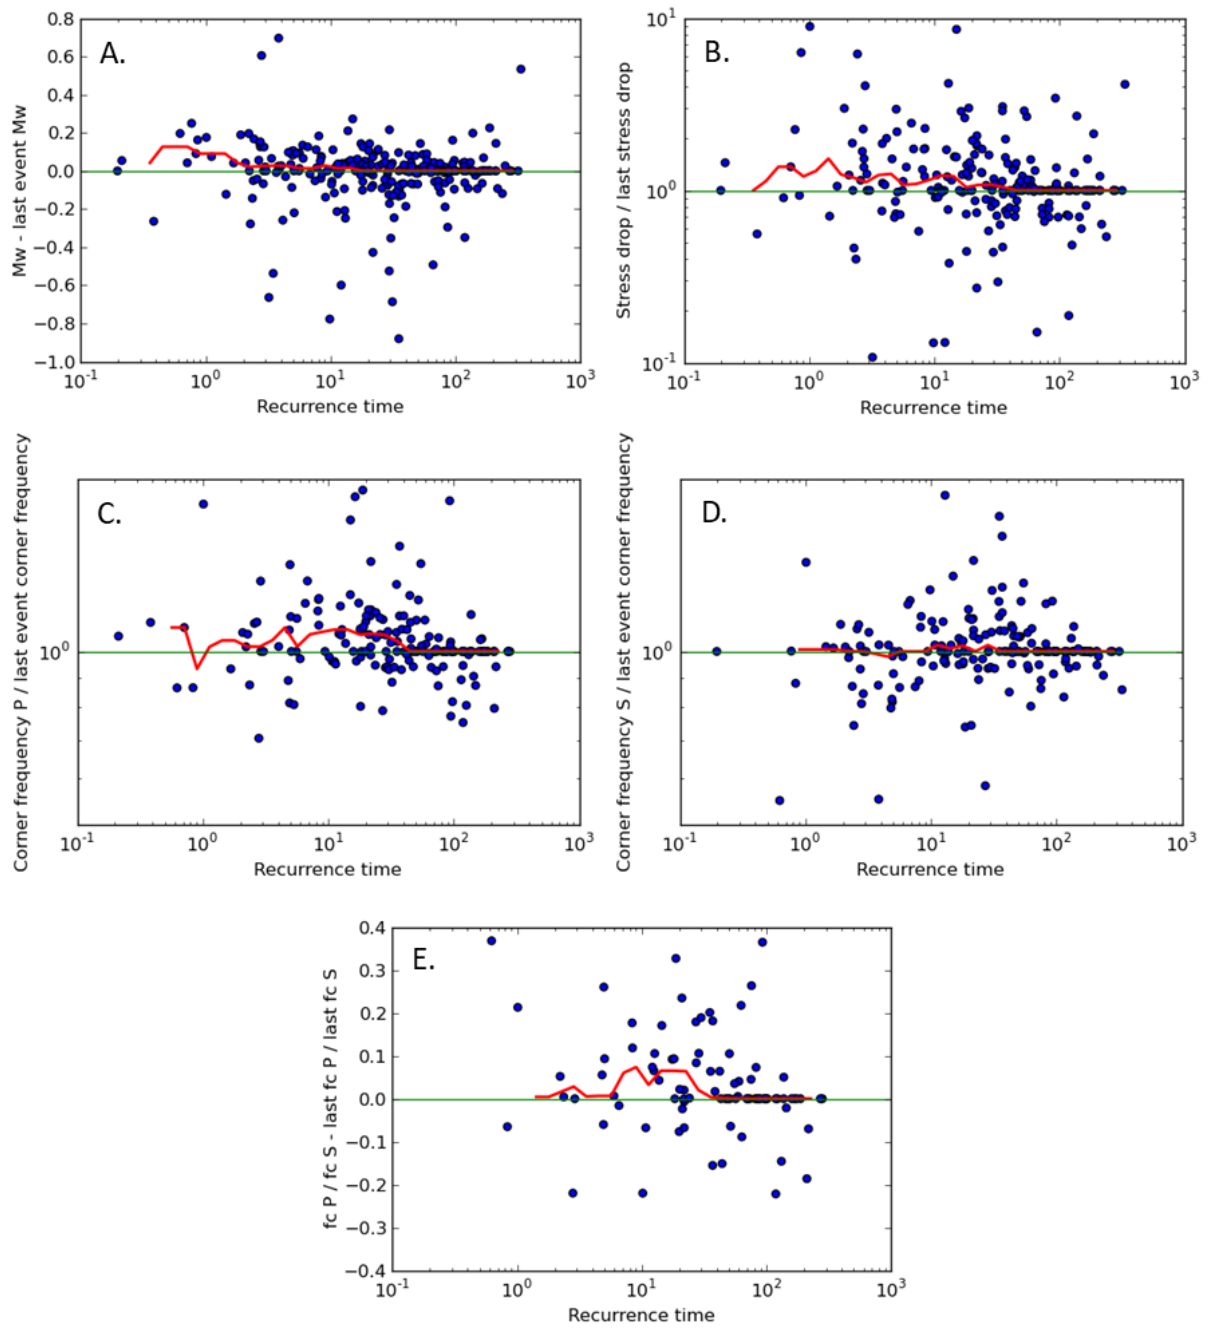 A.
Mw - last event Mw
0.8
0.6
0.4
0.2
0.0
−0.2
−0.4
−0.6
−0.8
−1.0
10⁻¹ 10⁰ 10¹ 10² 10³
Recurrence time
B.
Stress drop / last stress drop
10¹
10⁰
10⁻¹
10⁻¹ 10⁰ 10¹ 10² 10³
Recurrence time
C.
Corner frequency P / last event corner frequency
10⁰
10⁻¹ 10⁰ 10¹ 10² 10³
Recurrence time
D.
Corner frequency S / last event corner frequency
10⁰
10⁻¹ 10⁰ 10¹ 10² 10³
Recurrence time
E.
fc P / fc S - last fc P / last fc S
0.4
0.3
0.2
0.1
0.0
−0.1
−0.2
−0.3
−0.4
10⁻¹ 10⁰ 10¹ 10² 10³
Recurrence time